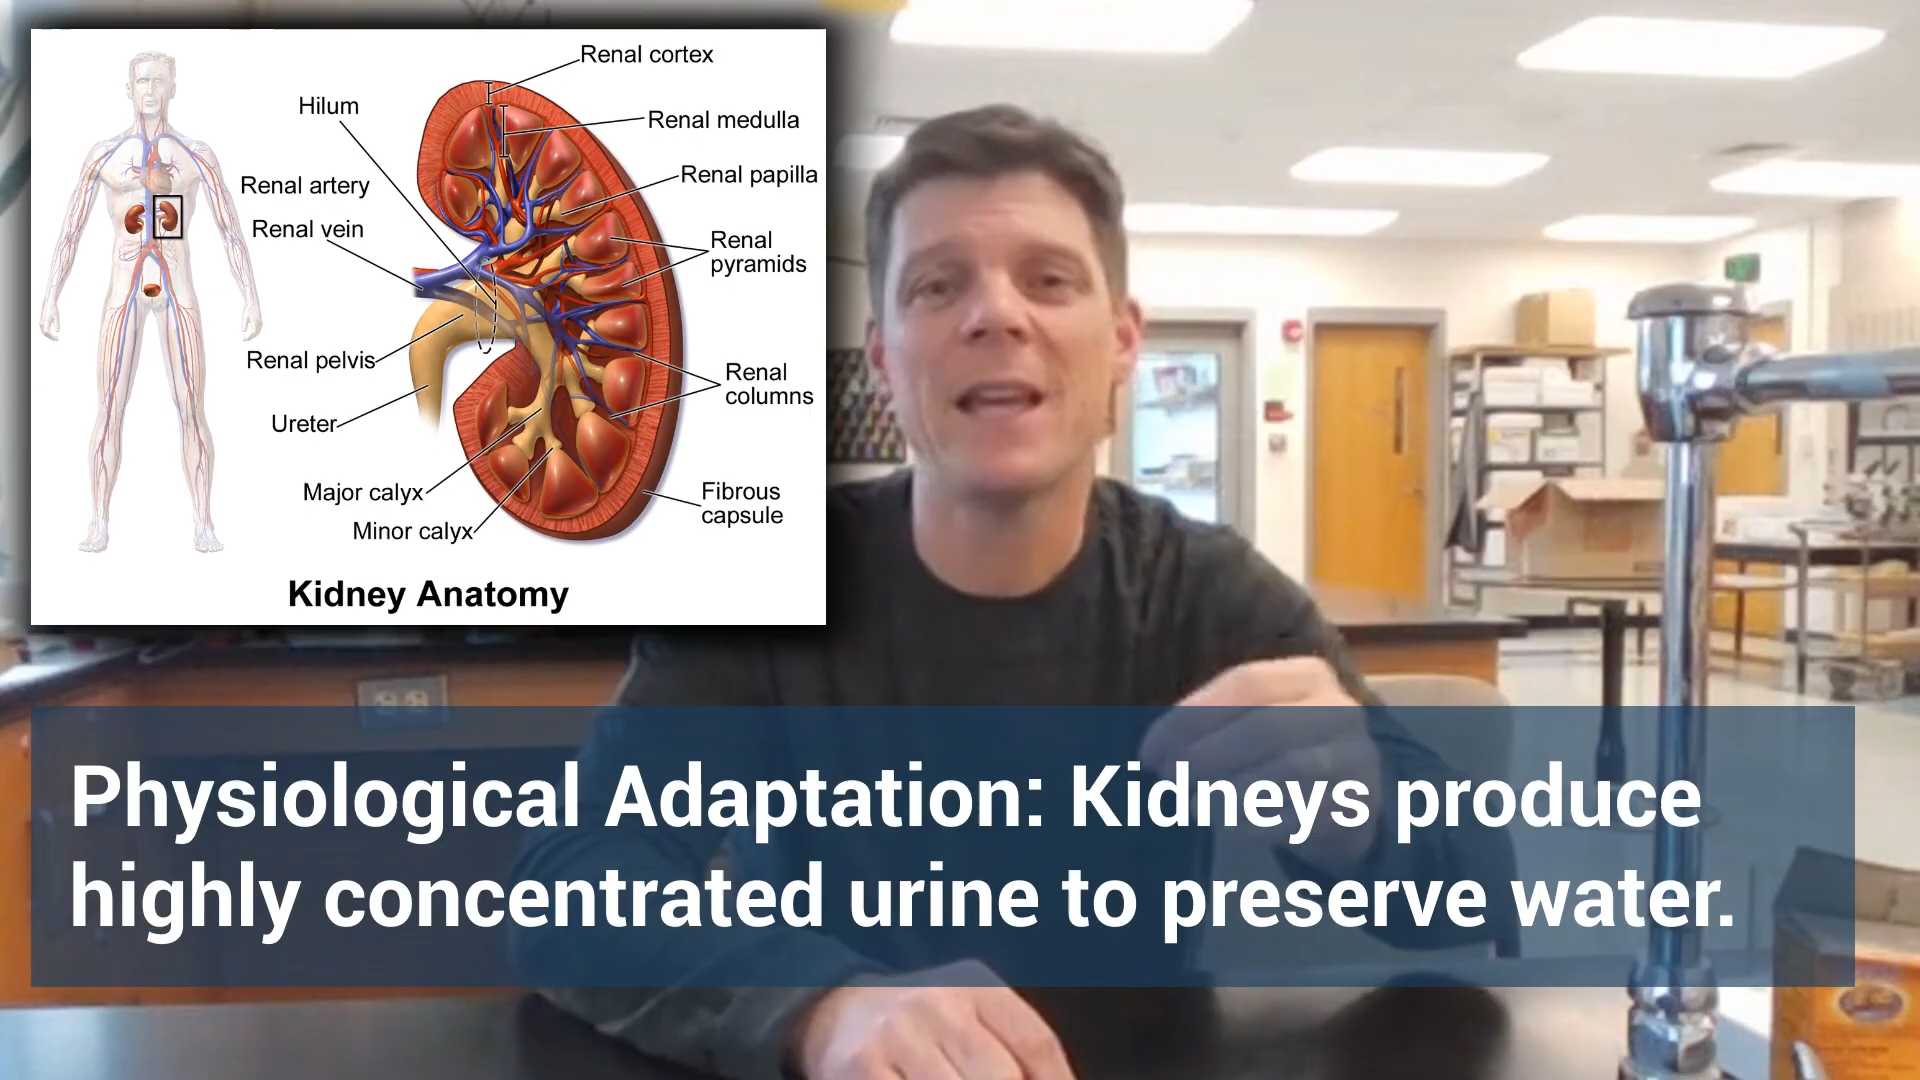 Renal cortex
Hilum
Renal medulla
Renal papilla
Renal artery
Renal vein
Renal
pyramids
Renal pelvis
Renal
columns
Ureter
Major calyx
Fibrous
capsule
Minor calyx
Kidney Anatomy
Physiological Adaptation: Kidneys produce
highly concentrated urine to preserve water.